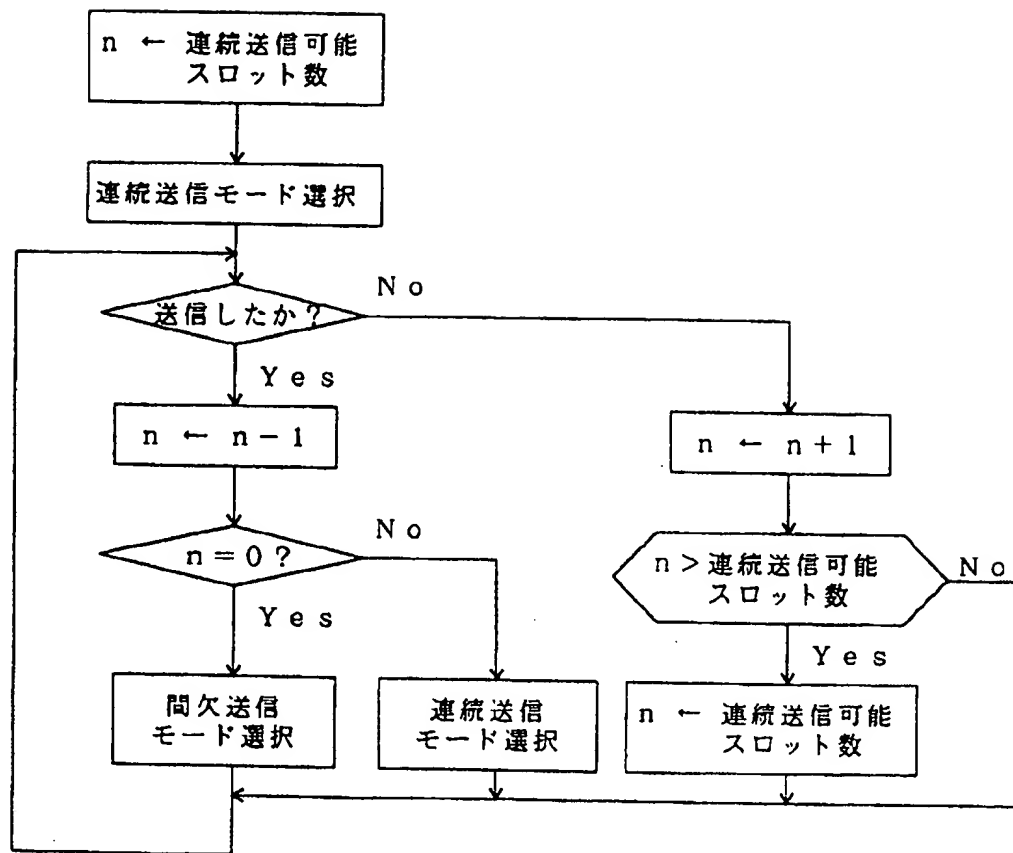 n ← 連続送信可能
スロット数
連続送信モード選択
送信したか?
No
Yes
n ← n-1
n ← n+1
n=0?
No
Yes
n>連続送信可能
スロット数
No
Yes
間欠送信
モード選択
連続送信
モード選択
n ← 連続送信可能
スロット数